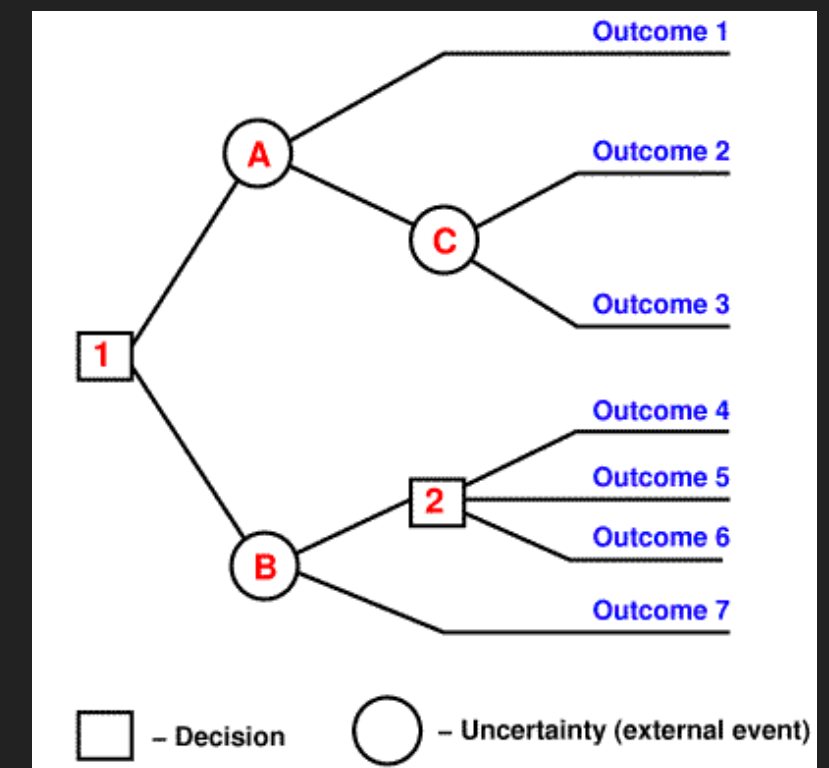 Outcome 1
A
Outcome 2
C
Outcome 3
1
Outcome 4
Outcome 5
2
Outcome 6
B
Outcome 7
– Decision
– Uncertainty (external event)